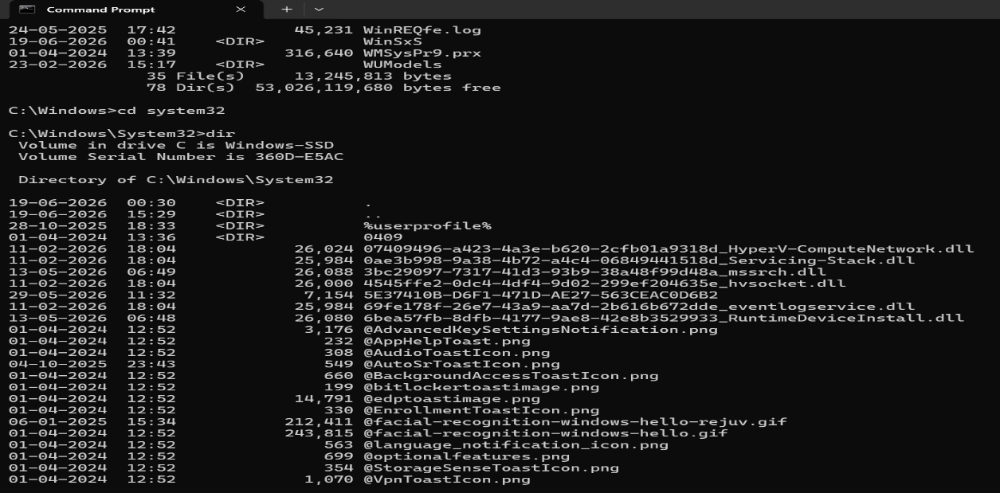 Command Prompt
24-05-2025  17:42            45,231 WinREQfe.log
19-06-2026  00:41    <DIR>          WinSxS
01-04-2024  13:39           316,640 WMSysPr9.prx
23-02-2026  15:17    <DIR>          WUModels
              35 File(s)     13,245,813 bytes
              78 Dir(s)  53,026,119,680 bytes free
C:\Windows>cd system32
C:\Windows\System32>dir
 Volume in drive C is Windows-SSD
 Volume Serial Number is 360D-E5AC
 Directory of C:\Windows\System32
19-06-2026  00:30    <DIR>          .
19-06-2026  15:29    <DIR>          ..
28-10-2025  18:33    <DIR>          %userprofile%
01-04-2024  13:36    <DIR>          0409
11-02-2026  18:04            26,024 07409496-a423-4a3e-b620-2cfb01a9318d_HyperV-ComputeNetwork.dll
11-02-2026  18:04            25,984 0ae3b998-9a38-4b72-a4c4-06849441518d_Servicing-Stack.dll
13-05-2026  06:49            26,088 3bc29097-7317-41d3-93b9-38a48f99d48a_mssrch.dll
11-02-2026  18:04            26,000 4545ffe2-0dc4-4df4-9d02-299ef204635e_hvsocket.dll
29-05-2026  11:32             7,154 5E37410B-D6F1-471D-AE27-563CEAC0D6B2
11-02-2026  18:04            25,984 69fe178f-26e7-43a9-aa7d-2b616b672dde_eventlogservice.dll
13-05-2026  06:48            26,080 6bea57fb-8dfb-4177-9ae8-42e8b3529933_RuntimeDeviceInstall.dll
01-04-2024  12:52             3,176 @AdvancedKeySettingsNotification.png
01-04-2024  12:52               232 @AppHelpToast.png
01-04-2024  12:52               308 @AudioToastIcon.png
04-10-2025  23:43               549 @AutoSrToastIcon.png
01-04-2024  12:52               660 @BackgroundAccessToastIcon.png
01-04-2024  12:52               199 @bitlockertoastimage.png
01-04-2024  12:52            14,791 @edptoastimage.png
01-04-2024  12:52               330 @EnrollmentToastIcon.png
06-01-2025  15:34           212,411 @facial-recognition-windows-hello-rejuv.gif
01-04-2024  12:52           243,815 @facial-recognition-windows-hello.gif
01-04-2024  12:52               563 @language_notification_icon.png
01-04-2024  12:52               699 @optionalfeatures.png
01-04-2024  12:52               354 @StorageSenseToastIcon.png
01-04-2024  12:52             1,070 @VpnToastIcon.png